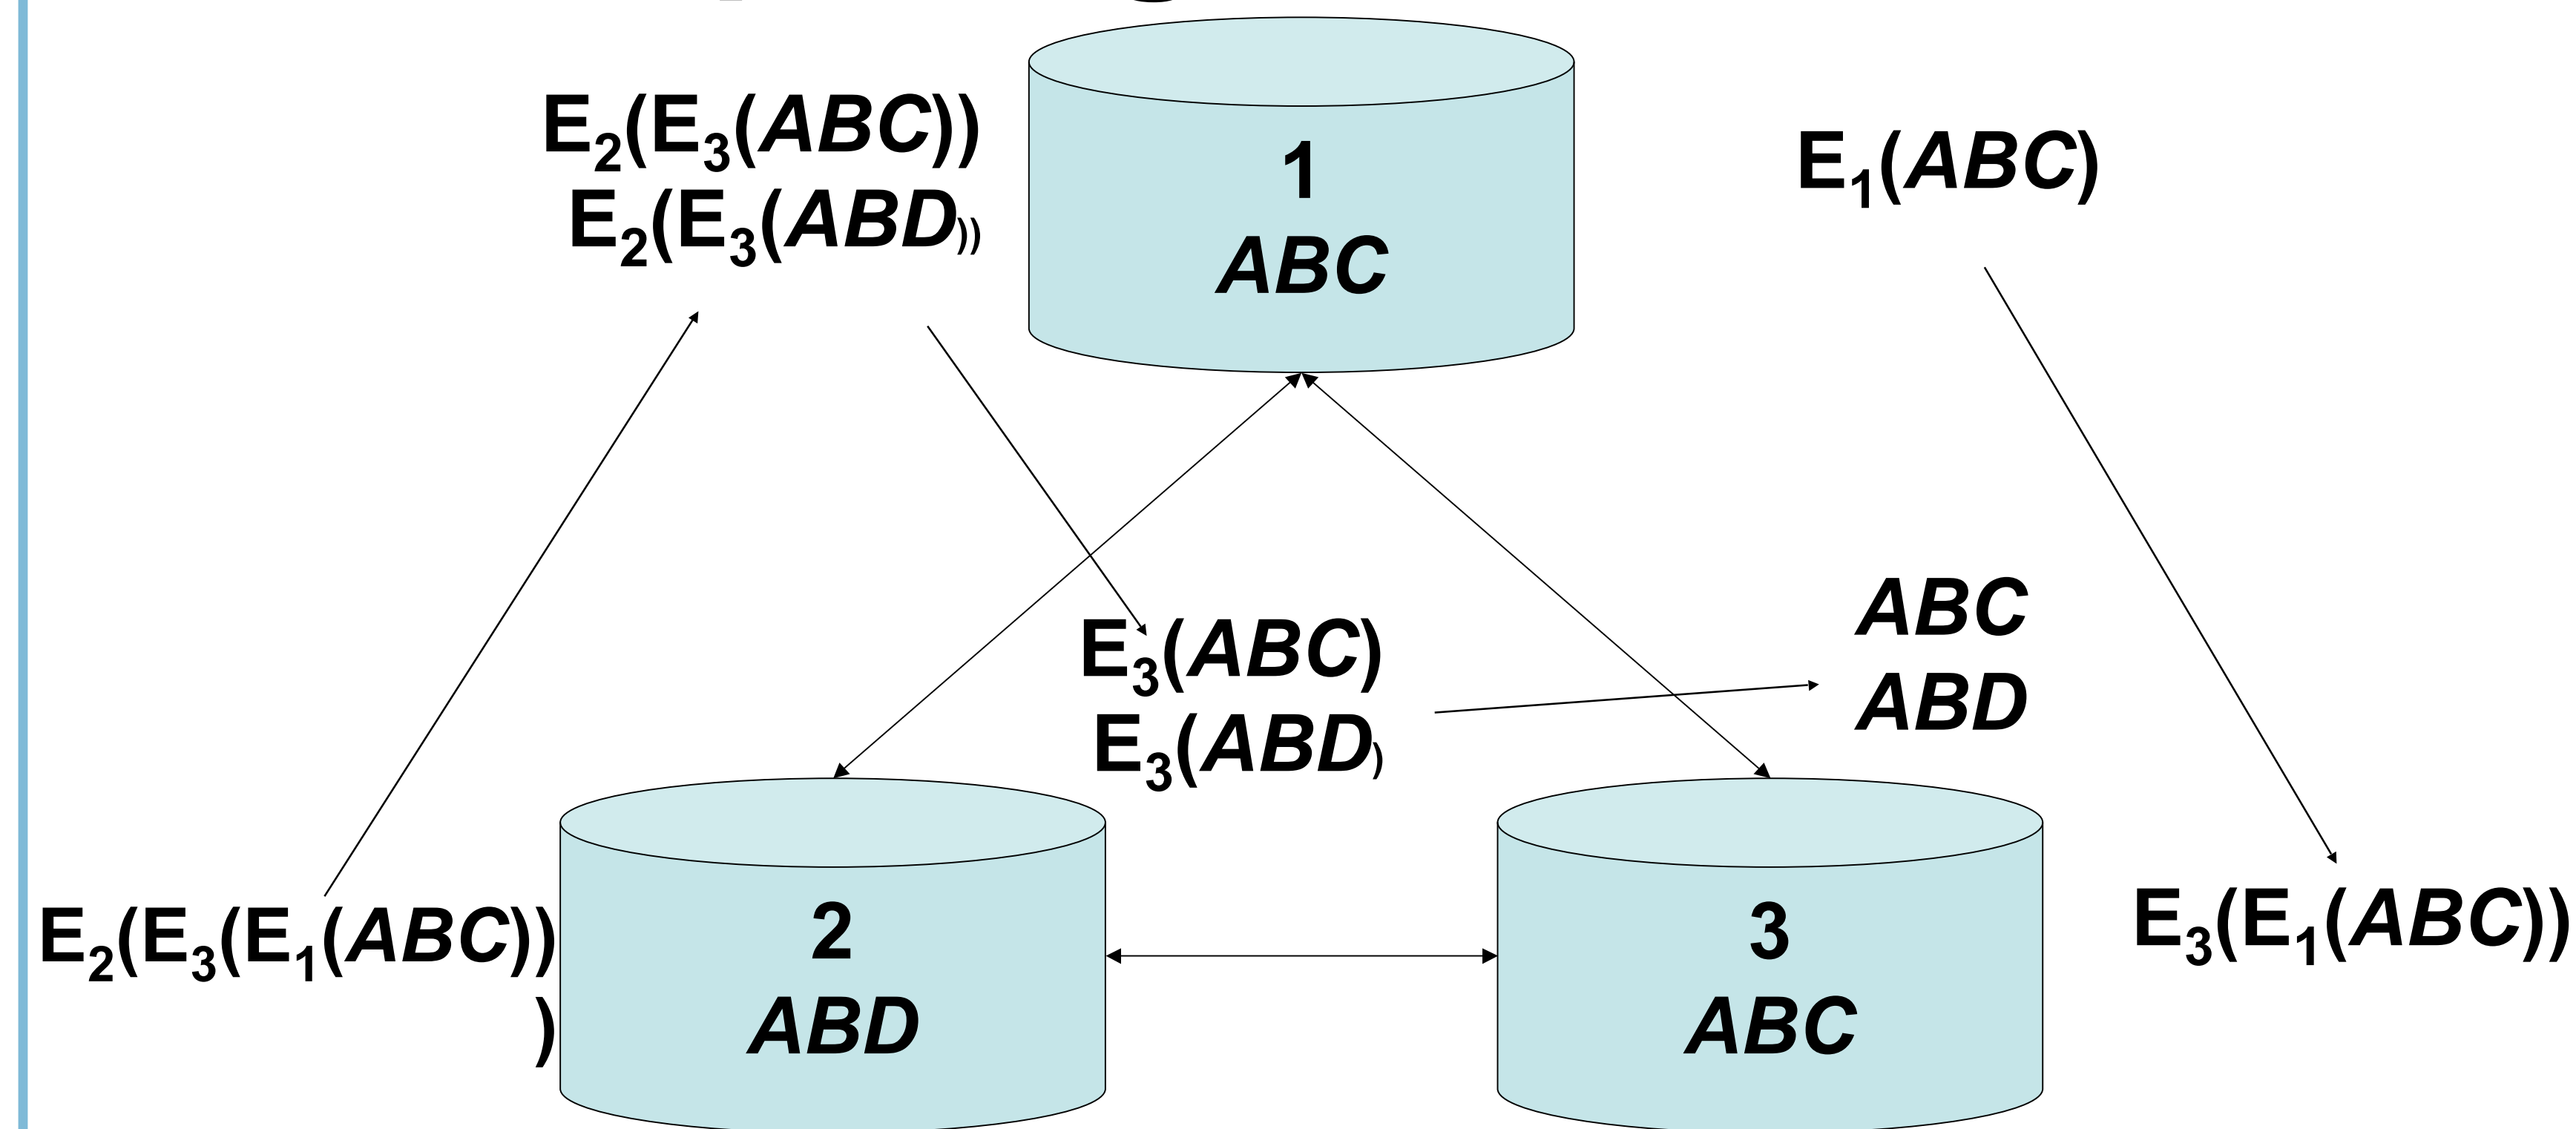 E₂(E₃(ABC))
E₂(E₃(ABD))
1
ABC
E₁(ABC)
E₃(ABC)
E₃(ABD)
ABC
ABD
E₂(E₃(E₁(ABC))
)
2
ABD
3
ABC
E₃(E₁(ABC))